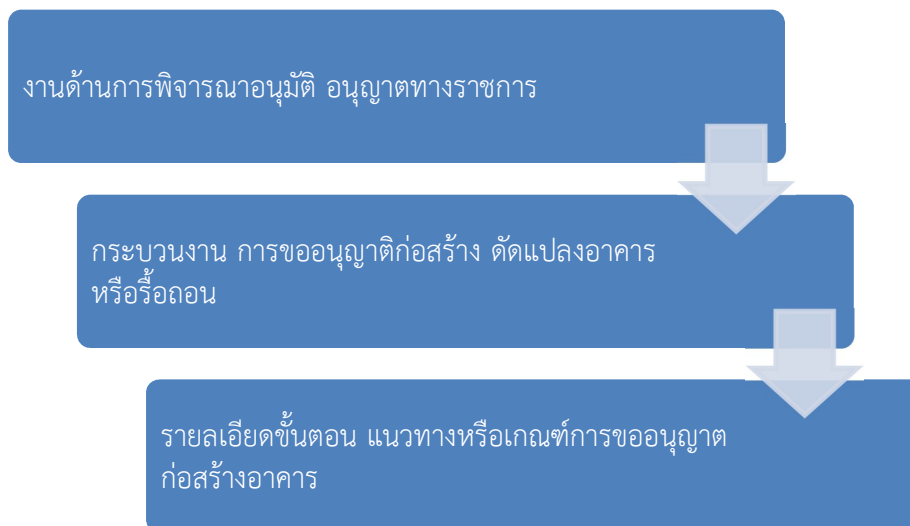 งานด้านการพิจารณาอนุมัติ อนุญาตทางราชการ
กระบวนงาน การขออนุญาติก่อสร้าง ดัดแปลงอาคาร
หรือรื้อถอน
รายลเอียดขั้นตอน แนวทางหรือเกณฑ์การขออนุญาต
ก่อสร้างอาคาร